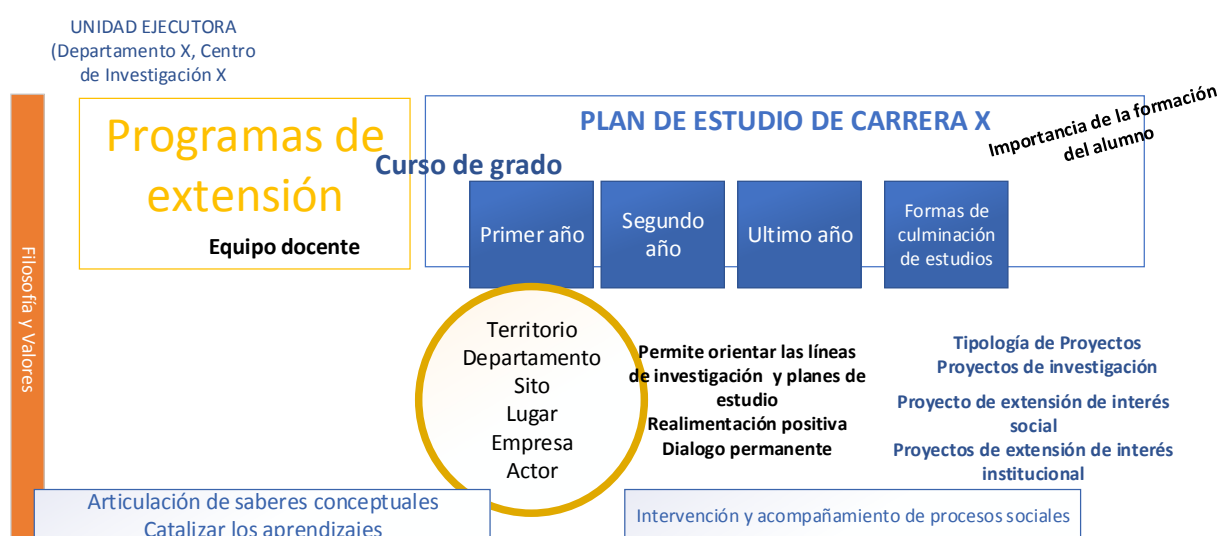 UNIDAD EJECUTORA
(Departamento X, Centro
de Investigación X
Filosofía y Valores
Programas de
extensión
Equipo docente
PLAN DE ESTUDIO DE CARRERA X
Importancia de la formación
del alumno
Curso de grado
Primer año
Segundo
año
Ultimo año
Formas de
culminación
de estudios
Territorio
Departamento
Sito
Lugar
Empresa
Actor
Permite orientar las líneas
de investigación y planes de
estudio
Realimentación positiva
Dialogo permanente
Tipología de Proyectos
Proyectos de investigación
Proyecto de extensión de interés
social
Proyectos de extensión de interés
institucional
Articulación de saberes conceptuales
Catalizar los aprendizajes
Intervención y acompañamiento de procesos sociales